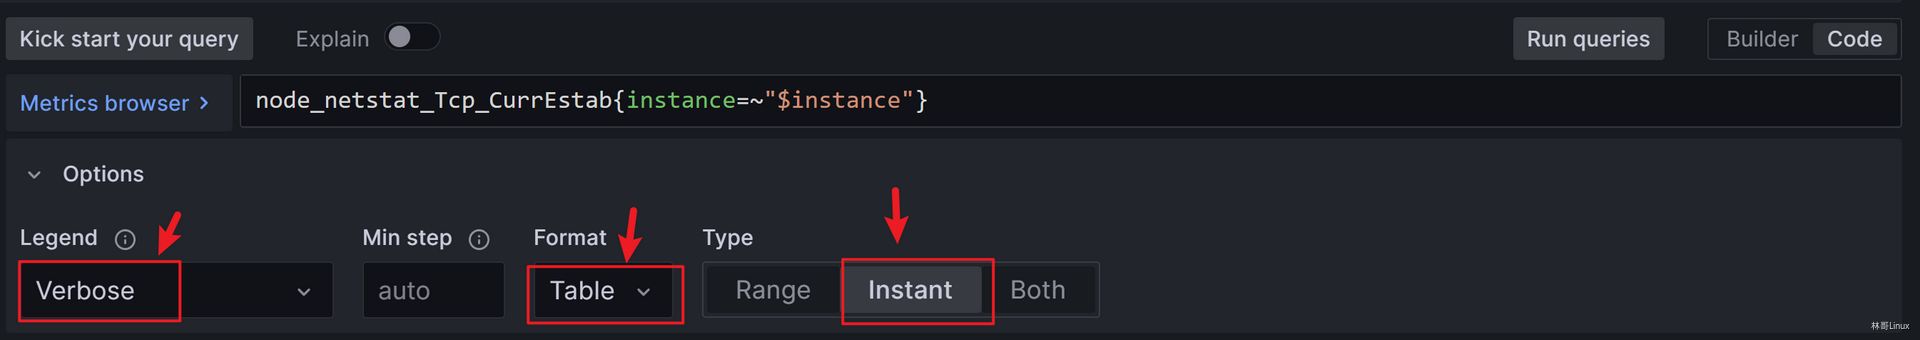 Kick start your query Explain Run queries Builder Code
Metrics browser > node_netstat_Tcp_CurrEstab{instance=~"$instance"}
Options
Legend Min step Format Type
Verbose auto Table Range Instant Both
林哥Linux